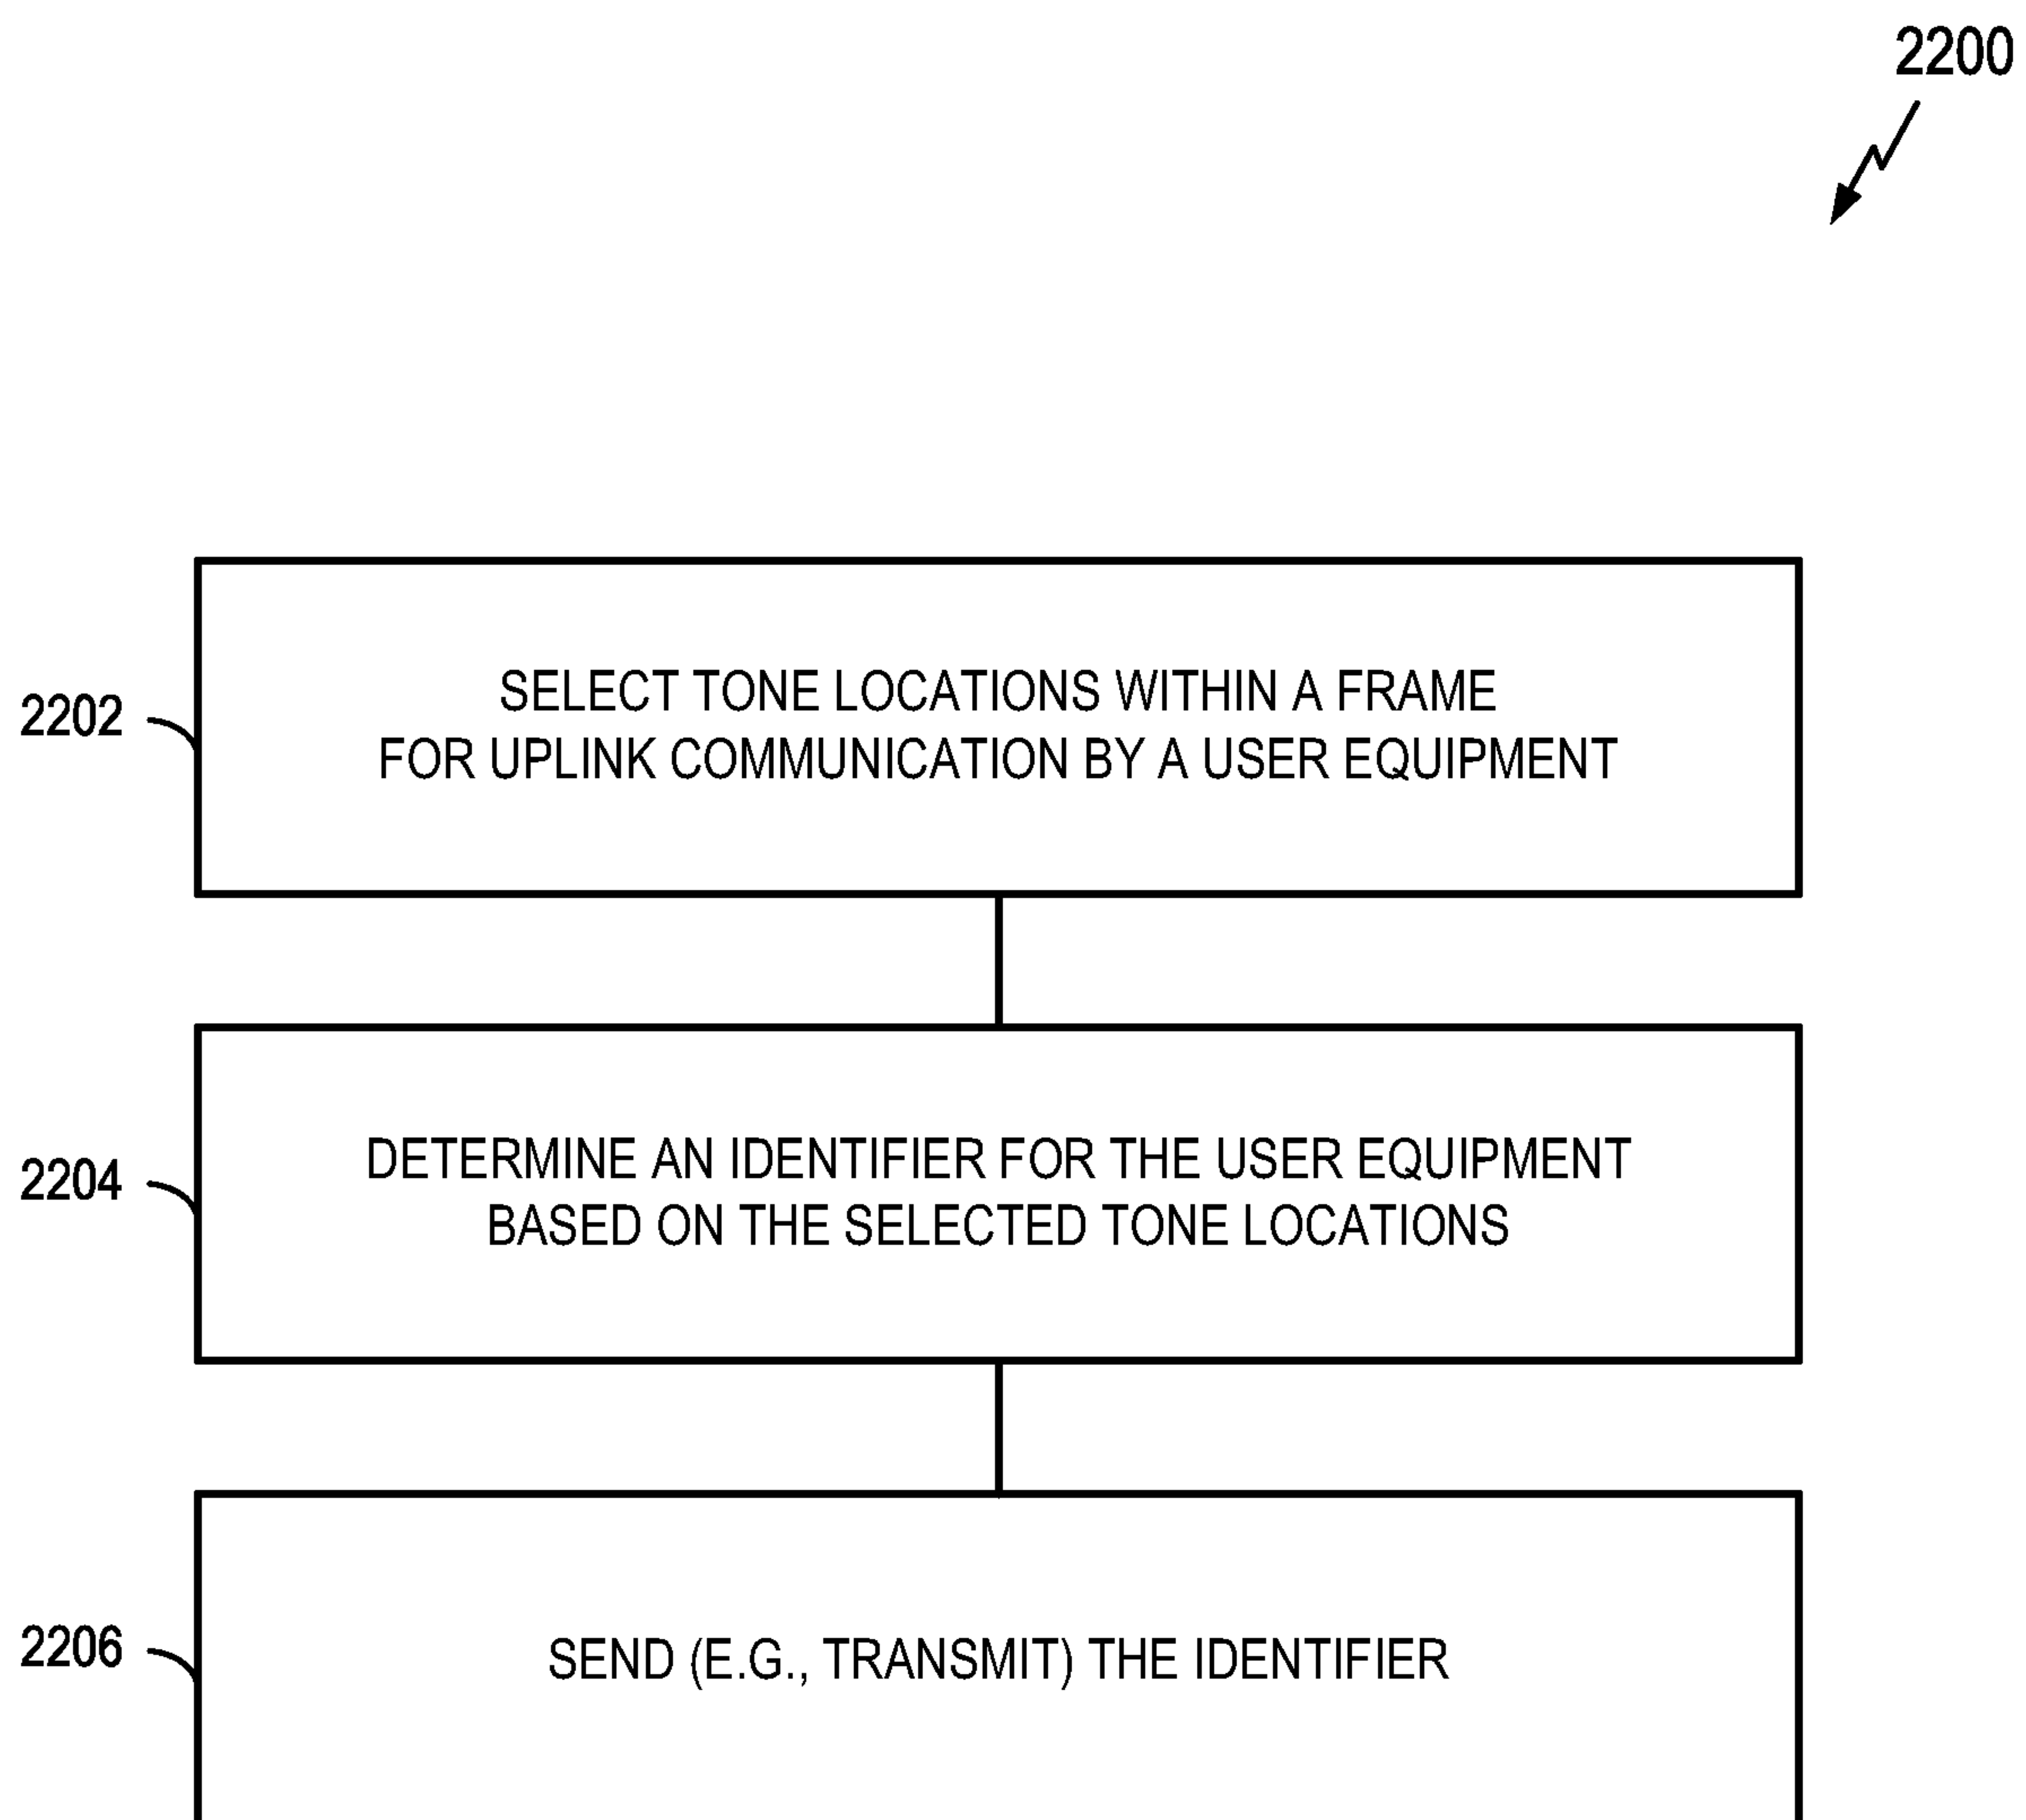 2200
2202
SELECT TONE LOCATIONS WITHIN A FRAME
FOR UPLINK COMMUNICATION BY A USER EQUIPMENT
2204
DETERMINE AN IDENTIFIER FOR THE USER EQUIPMENT
BASED ON THE SELECTED TONE LOCATIONS
2206
SEND (E.G., TRANSMIT) THE IDENTIFIER